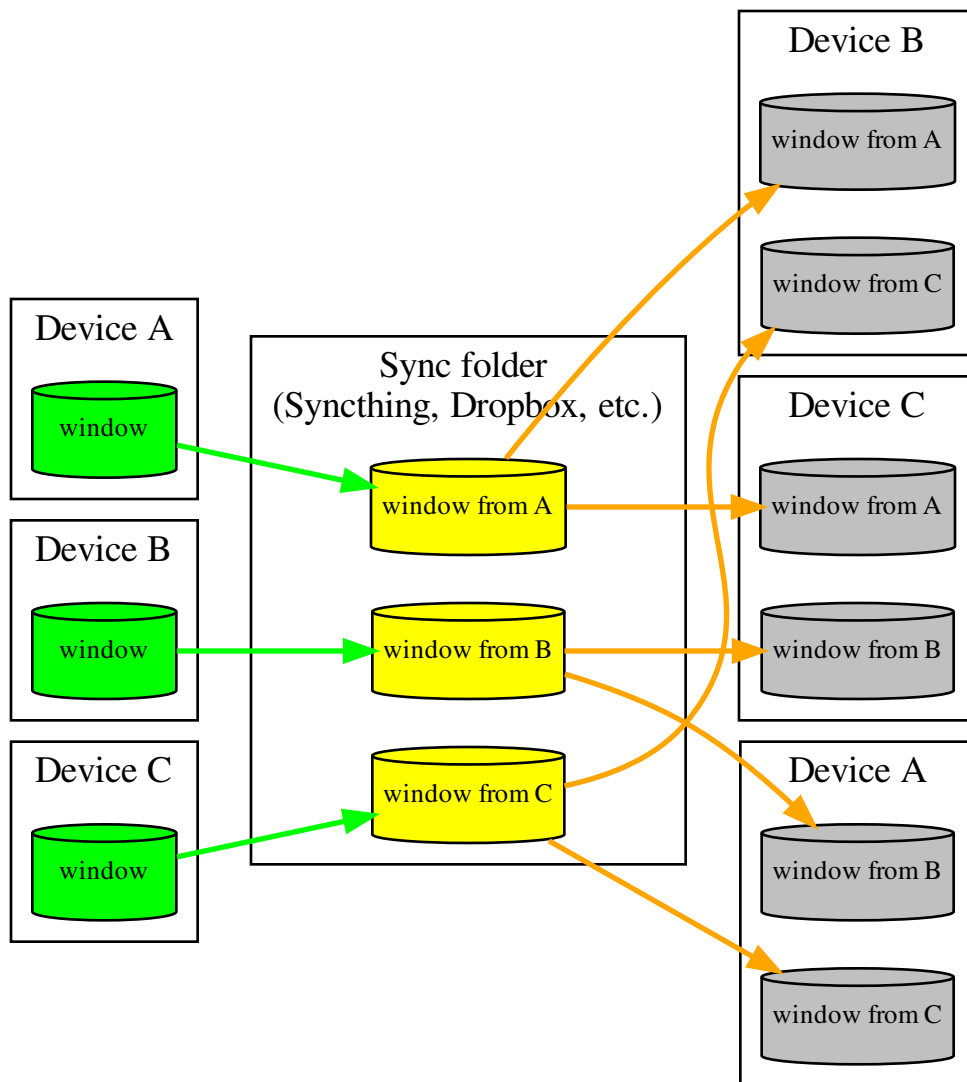 Device A
window
Device B
window
Device C
window
Sync folder
(Syncthing, Dropbox, etc.)
window from A
window from B
window from C
Device B
window from A
window from C
Device C
window from A
window from B
Device A
window from B
window from C